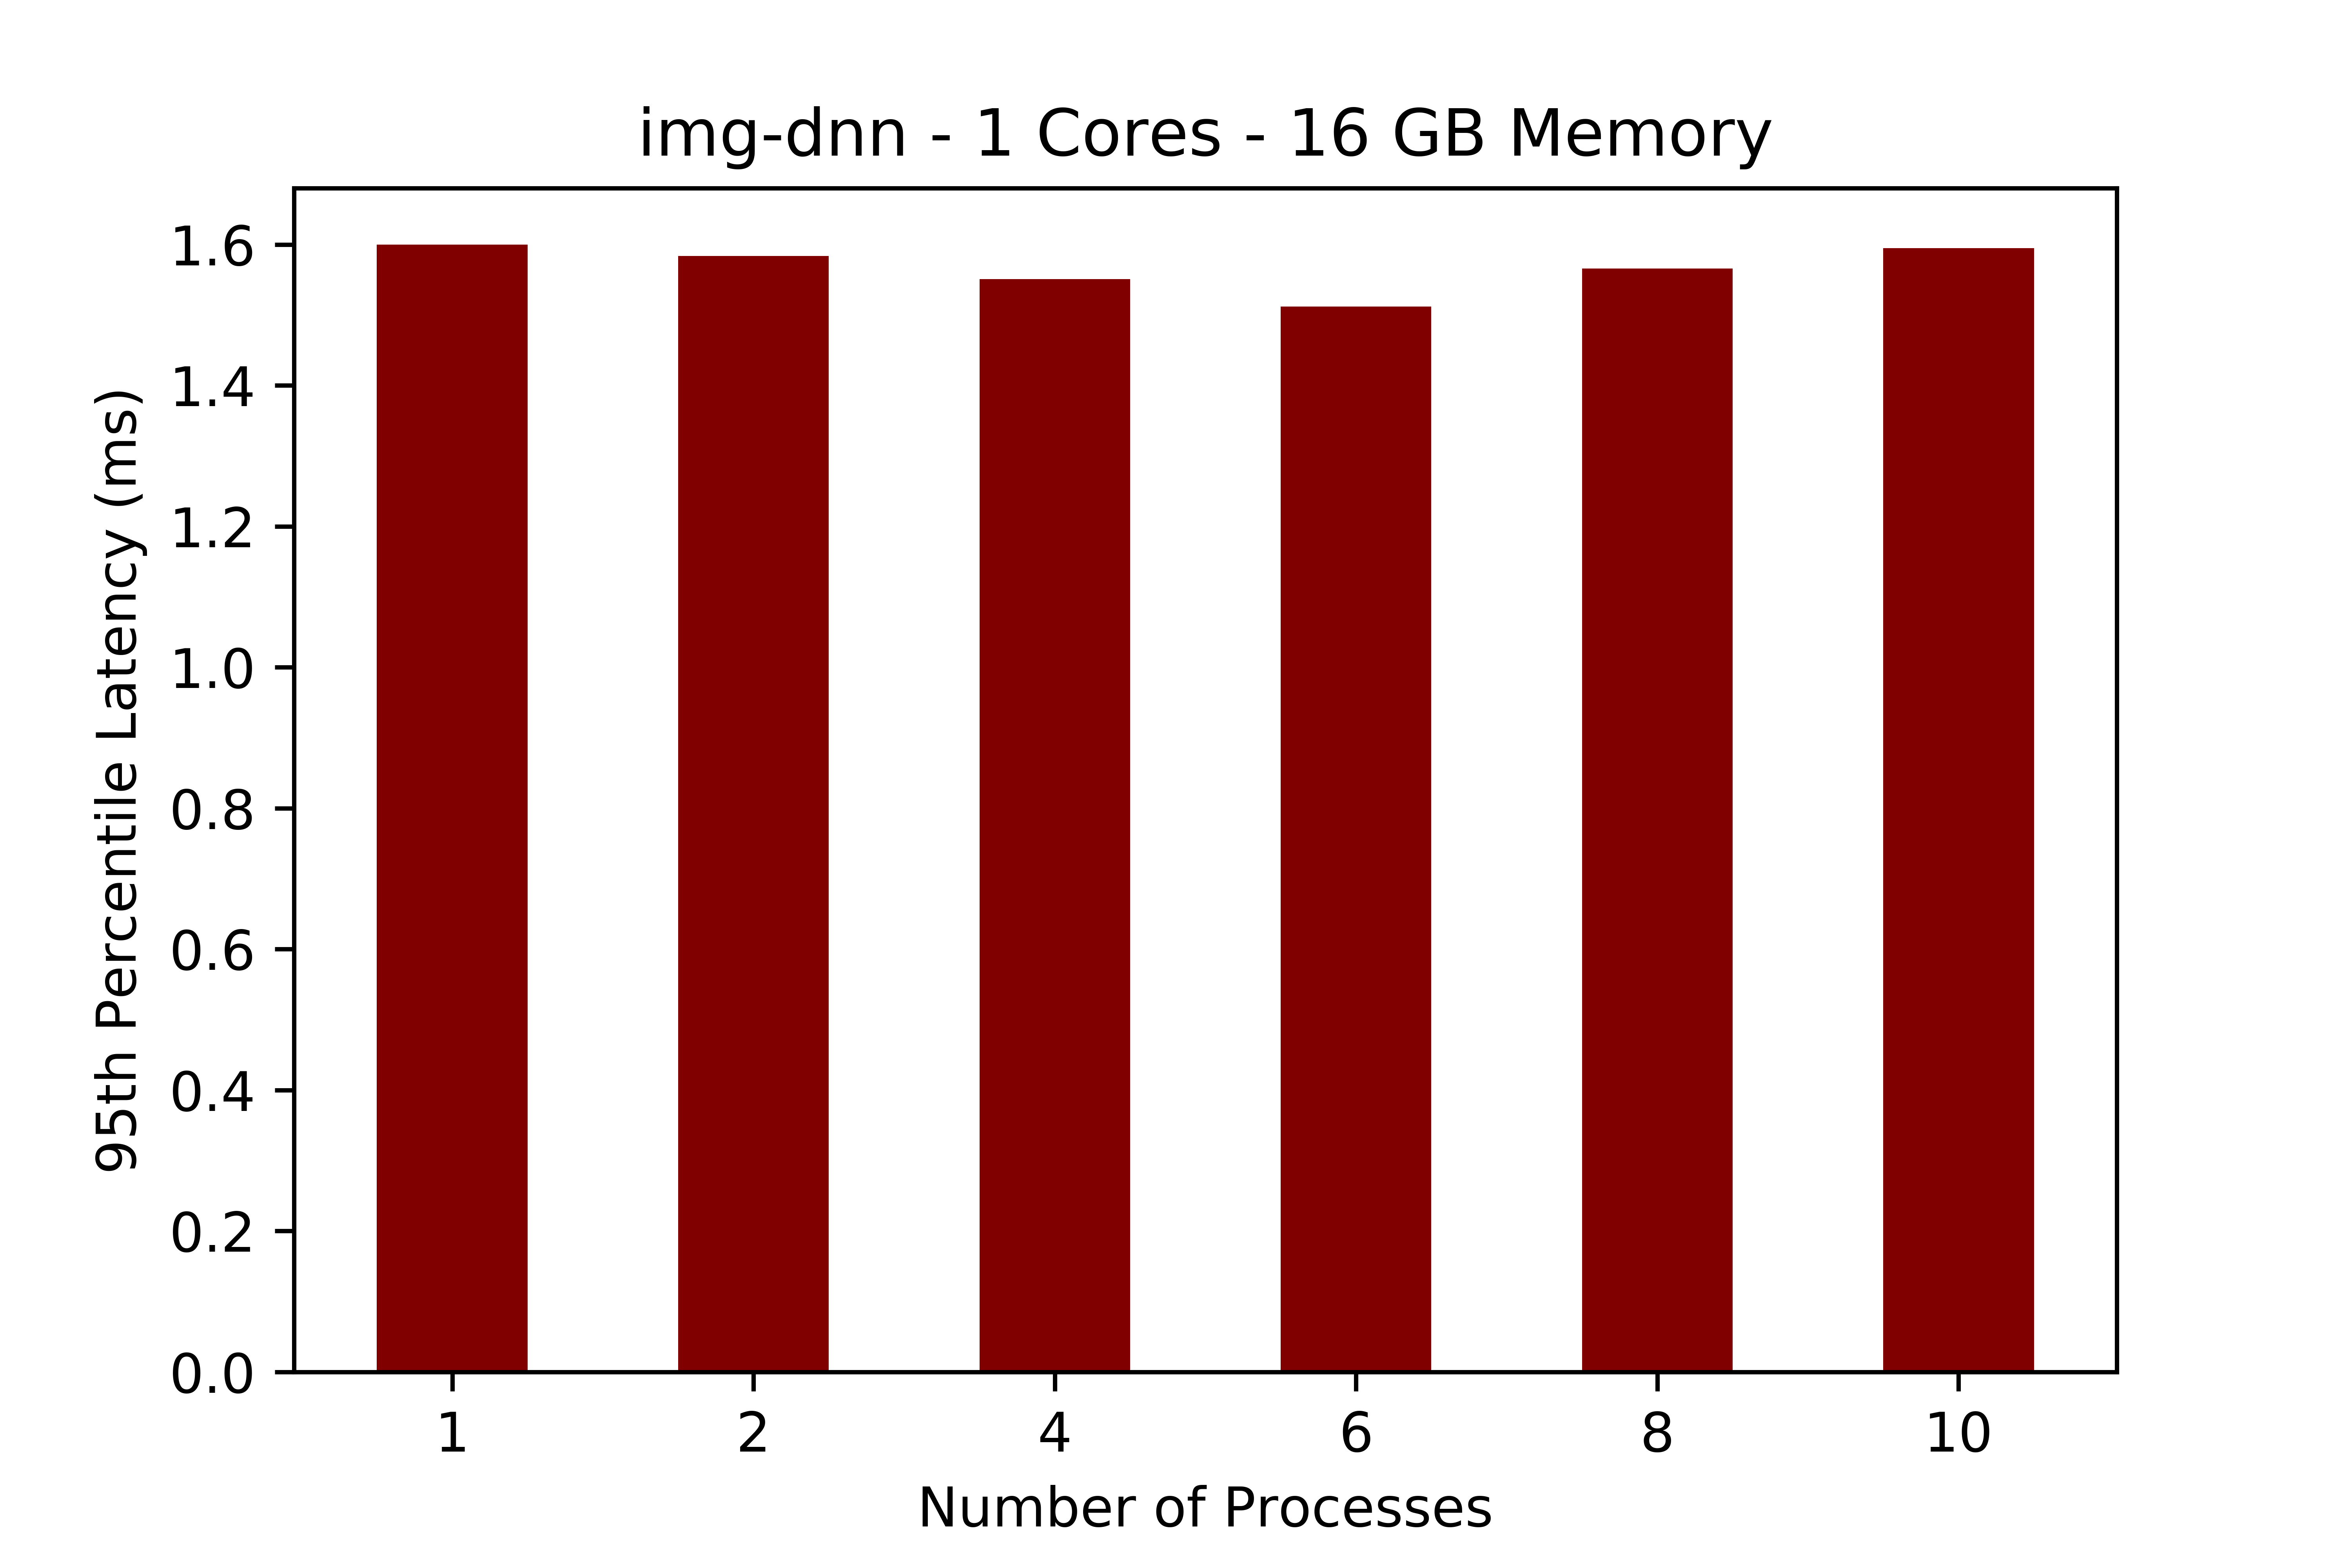 img-dnn - 1 Cores - 16 GB Memory
95th Percentile Latency (ms)
1.6
1.4
1.2
1.0
0.8
0.6
0.4
0.2
0.0
1 2 4 6 8 10
Number of Processes